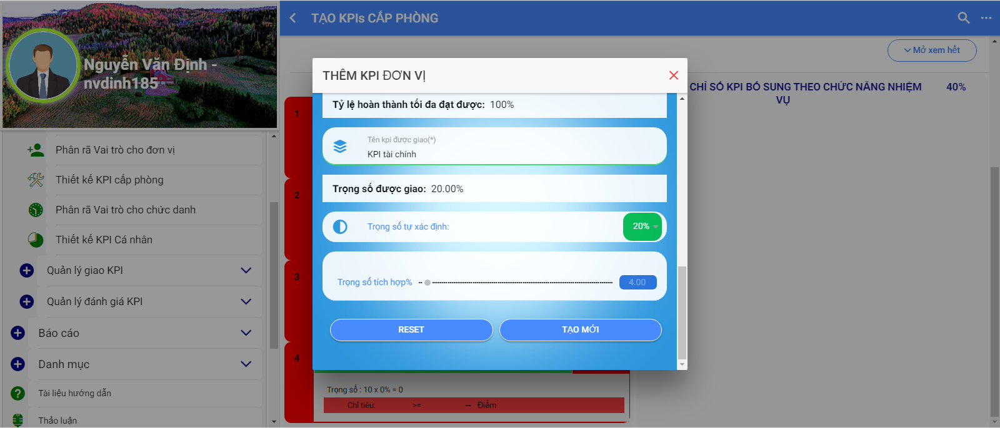 Nguyễn Văn Định -
nvdinh185
Phân rã Vai trò cho đơn vị
Thiết kế KPI cấp phòng
Phân rã Vai trò cho chức danh
Thiết kế KPI Cá nhân
Quản lý giao KPI
Quản lý đánh giá KPI
Báo cáo
Danh mục
Tài liệu hướng dẫn
Thảo luận
TẠO KPIs CẤP PHÒNG
Mở xem hết
CHỈ SỐ KPI BỔ SUNG THEO CHỨC NĂNG NHIỆM 40%
VỤ
1
2
3
4
THÊM KPI ĐƠN VỊ
Tỷ lệ hoàn thành tối đa đạt được: 100%
Tên kpi được giao(*)
KPI tài chính
Trọng số được giao: 20.00%
Trọng số tự xác định: 20%
Trọng số tích hợp% 4.00
RESET TẠO MỚI
Trọng số : 10 x 0% = 0
Chỉ tiêu: >= -- Điểm